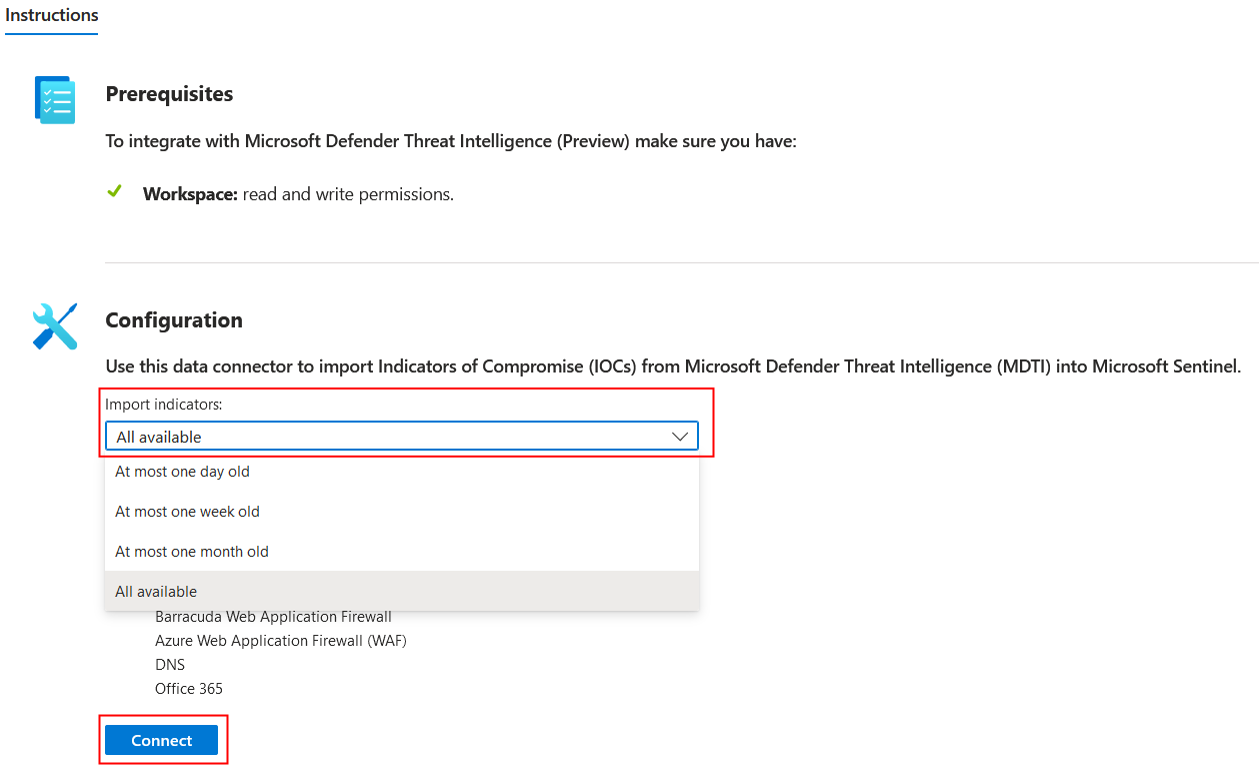 Instructions
Prerequisites
To integrate with Microsoft Defender Threat Intelligence (Preview) make sure you have:
Workspace: read and write permissions.
Configuration
Use this data connector to import Indicators of Compromise (IOCs) from Microsoft Defender Threat Intelligence (MDTI) into Microsoft Sentinel.
Import indicators:
All available
At most one day old
At most one week old
At most one month old
All available
Barracuda Web Application Firewall
Azure Web Application Firewall (WAF)
DNS
Office 365
Connect